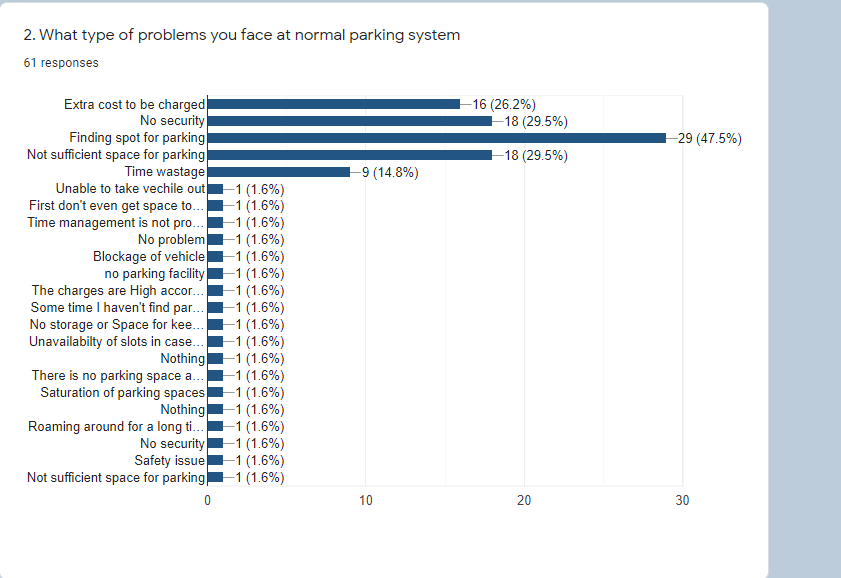 2. What type of problems you face at normal parking system
61 responses
Extra cost to be charged 16 (26.2%)
No security 18 (29.5%)
Finding spot for parking 29 (47.5%)
Not sufficient space for parking 18 (29.5%)
Time wastage 9 (14.8%)
Unable to take vechile out 1 (1.6%)
First don't even get space to… 1 (1.6%)
Time management is not pro… 1 (1.6%)
No problem 1 (1.6%)
Blockage of vehicle 1 (1.6%)
no parking facility 1 (1.6%)
The charges are High accor… 1 (1.6%)
Some time I haven't find par… 1 (1.6%)
No storage or Space for kee… 1 (1.6%)
Unavailabilty of slots in case… 1 (1.6%)
Nothing 1 (1.6%)
There is no parking space a… 1 (1.6%)
Saturation of parking spaces 1 (1.6%)
Nothing 1 (1.6%)
Roaming around for a long ti… 1 (1.6%)
No security 1 (1.6%)
Safety issue 1 (1.6%)
Not sufficient space for parking 1 (1.6%)
0 10 20 30